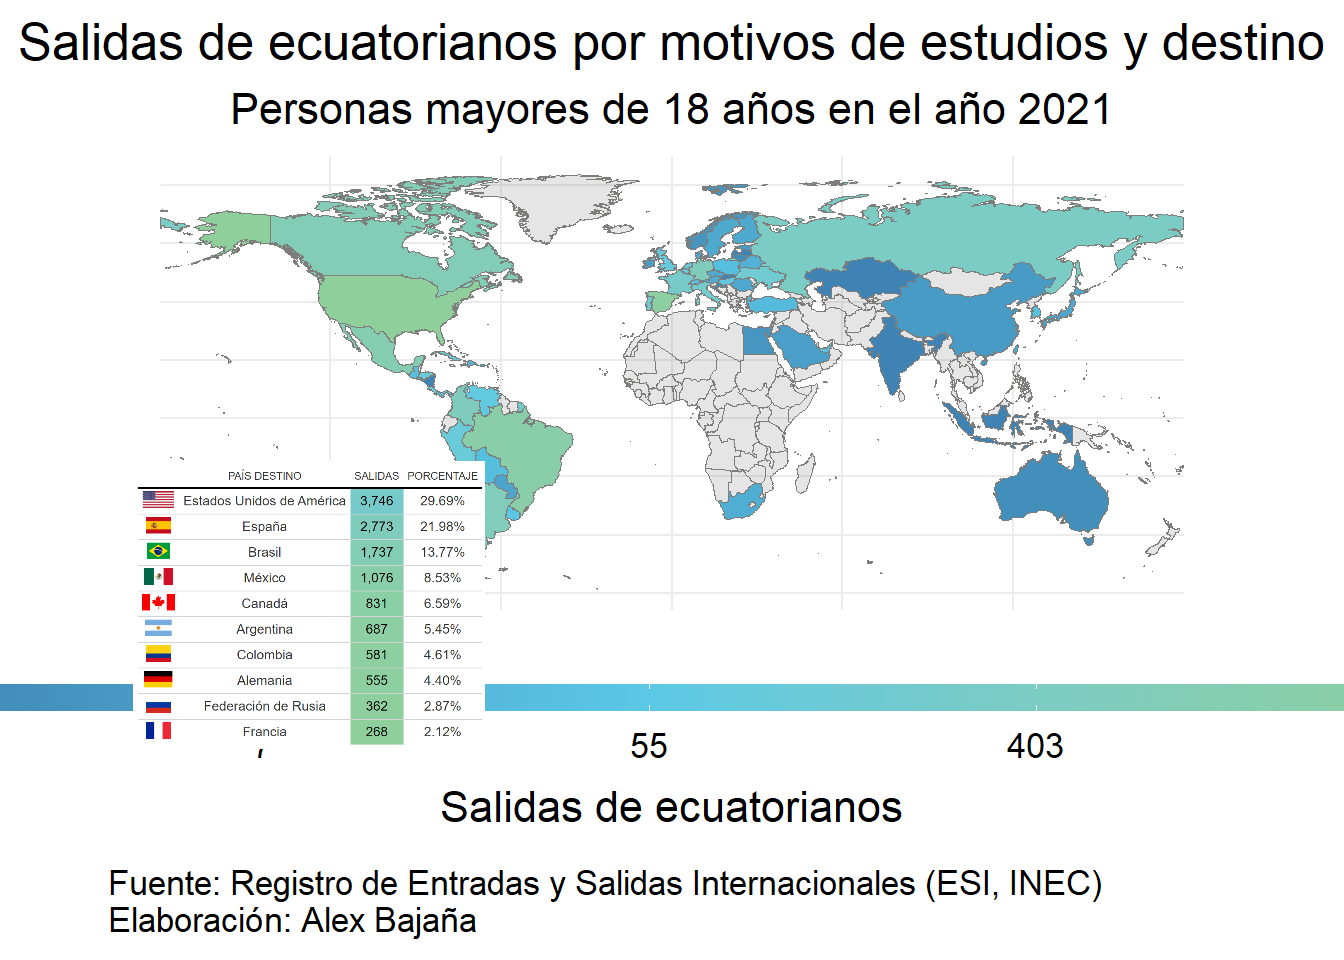 Salidas de ecuatorianos por motivos de estudios y destino
Personas mayores de 18 años en el año 2021
PAÍS DESTINO SALIDAS PORCENTAJE
Estados Unidos de América 3,746 29.69%
España 2,773 21.98%
Brasil 1,737 13.77%
México 1,076 8.53%
Canadá 831 6.59%
Argentina 687 5.45%
Colombia 581 4.61%
Alemania 555 4.40%
Federación de Rusia 362 2.87%
Francia 268 2.12%
55 403
Salidas de ecuatorianos
Fuente: Registro de Entradas y Salidas Internacionales (ESI, INEC)
Elaboración: Alex Bajaña